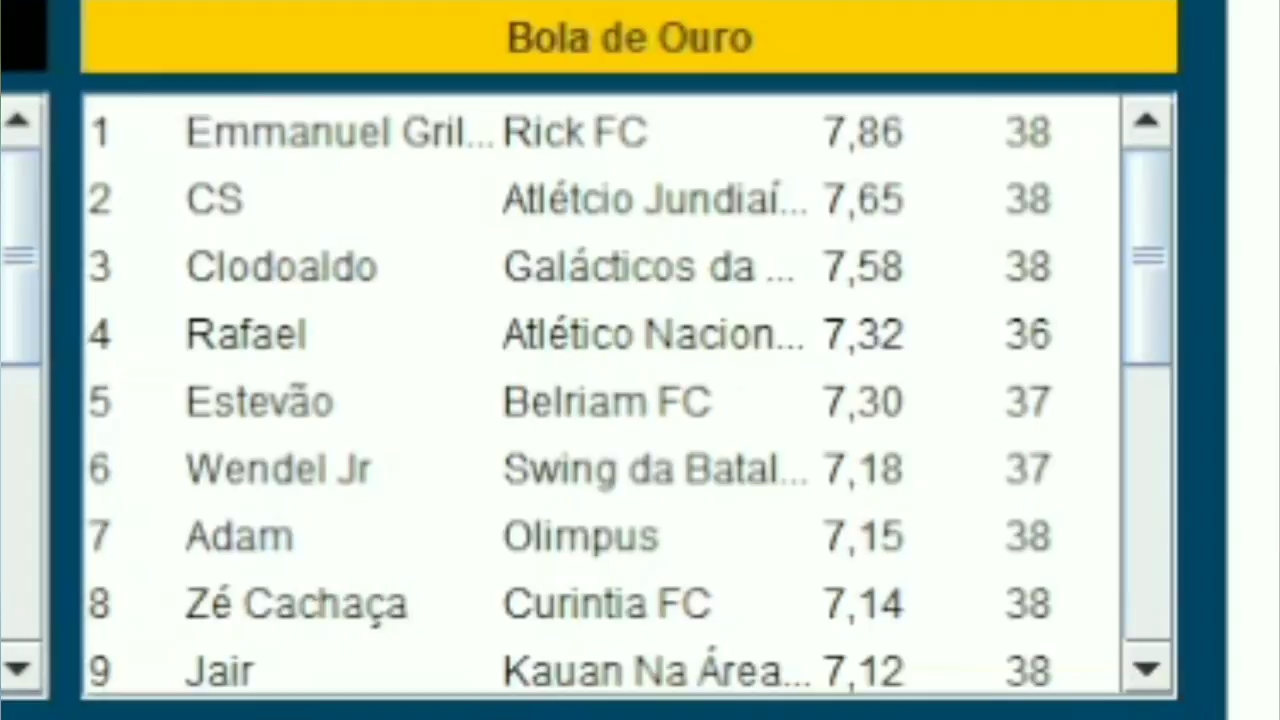 Bola de Ouro
1 Emmanuel Gril... Rick FC 7,86 38
2 CS Atlétcio Jundiaí... 7,65 38
3 Clodoaldo Galácticos da ... 7,58 38
4 Rafael Atlético Nacion... 7,32 36
5 Estevão Belriam FC 7,30 37
6 Wendel Jr Swing da Batal... 7,18 37
7 Adam Olimpus 7,15 38
8 Zé Cachaça Curintia FC 7,14 38
9 Jair Kauan Na Área... 7,12 38